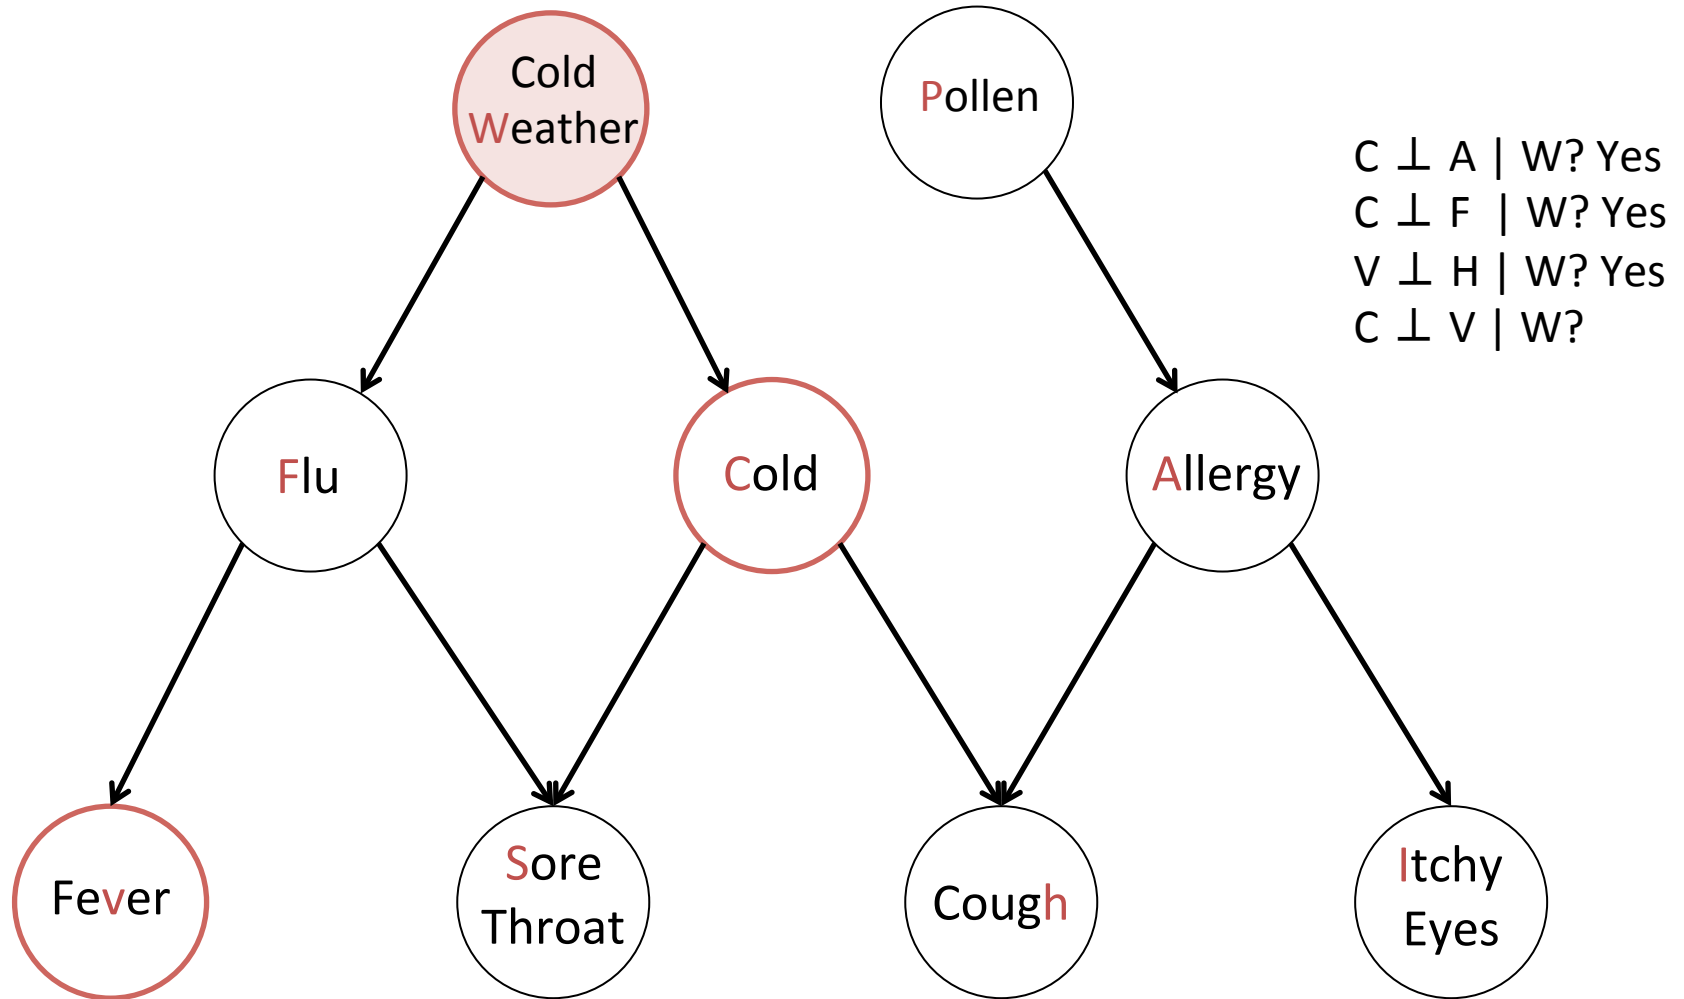 Cold
Weather
Pollen
C ⊥ A | W? Yes
C ⊥ F | W? Yes
V ⊥ H | W? Yes
C ⊥ V | W?
Flu
Cold
Allergy
Fever
Sore
Throat
Cough
Itchy
Eyes